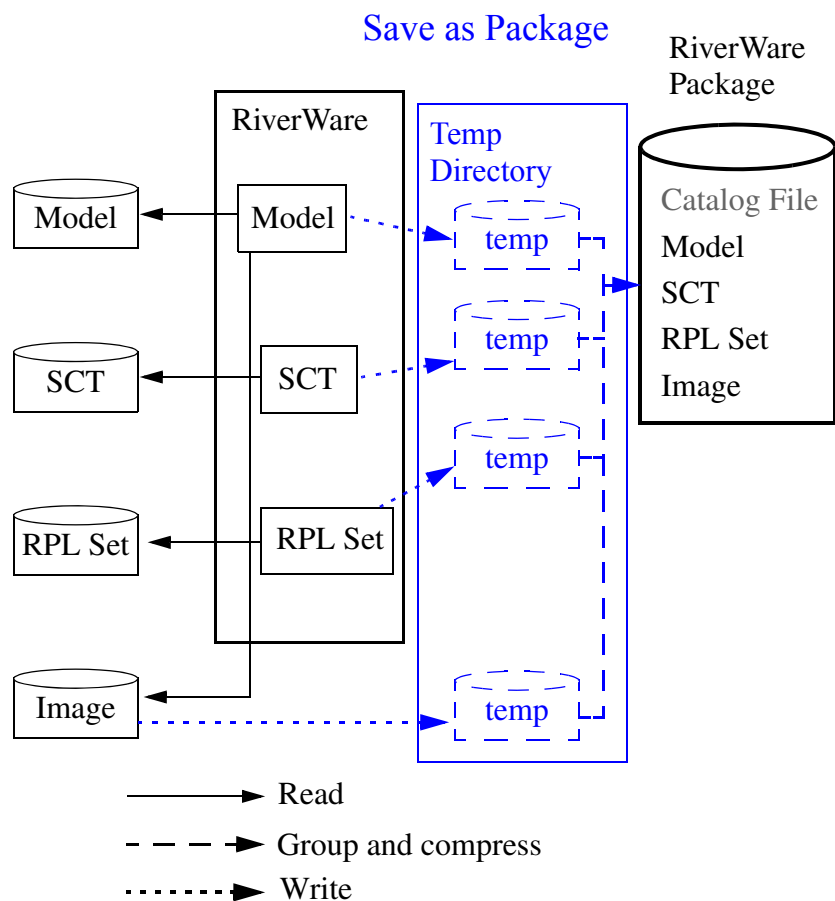 Save as Package
RiverWare
Package
RiverWare
Temp
Directory
Model
Model
temp
Catalog File
Model
SCT
RPL Set
Image
SCT
SCT
temp
temp
RPL Set
RPL Set
Image
temp
Read
Group and compress
Write